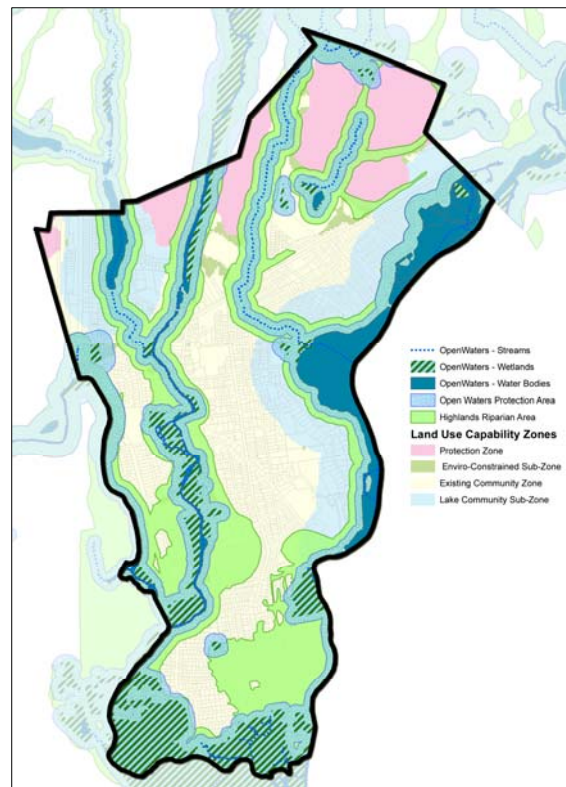 OpenWaters - Streams
OpenWaters - Wetlands
OpenWaters - Water Bodies
Open Waters Protection Area
Highlands Riparian Area
Land Use Capability Zones
Protection Zone
Enviro-Constrained Sub-Zone
Existing Community Zone
Lake Community Sub-Zone